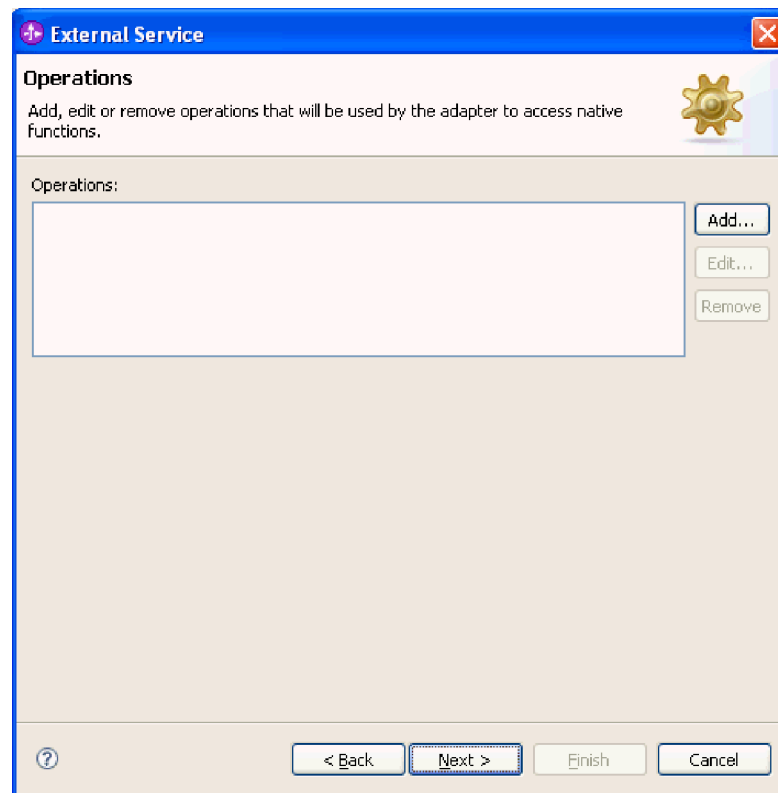 External Service
Operations
Add, edit or remove operations that will be used by the adapter to access native
functions.
Operations:
Add...
Edit...
Remove
?
< Back
Next >
Finish
Cancel